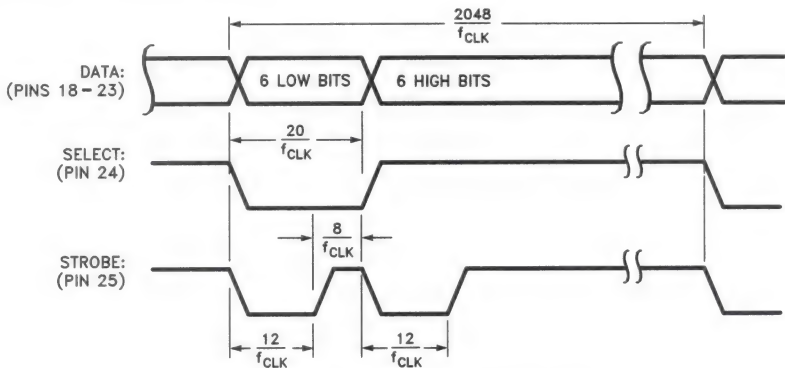 2048
fCLK
DATA:
(PINS 18-23)
6 LOW BITS
6 HIGH BITS
20
fCLK
SELECT:
(PIN 24)
8
fCLK
STROBE:
(PIN 25)
12
fCLK
12
fCLK